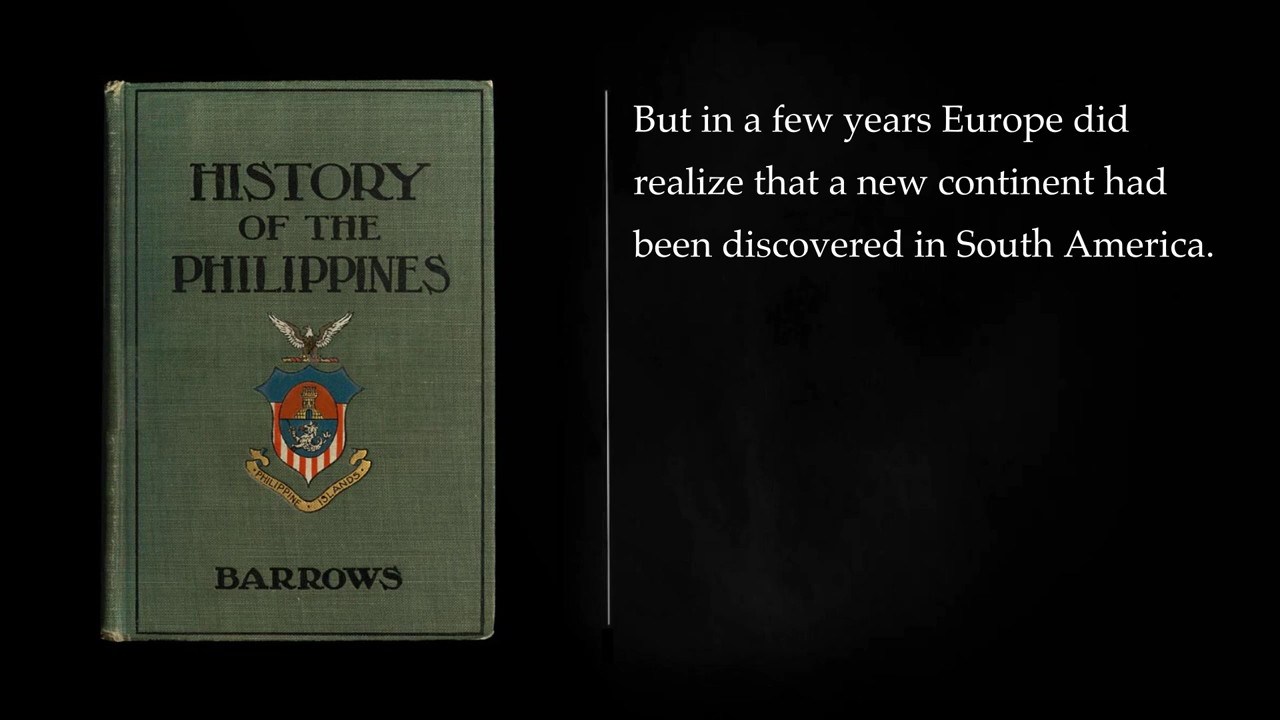 HISTORY
OF THE
PHILIPPINES
PHILIPPINE ISLANDS
BARROWS
But in a few years Europe did
realize that a new continent had
been discovered in South America.